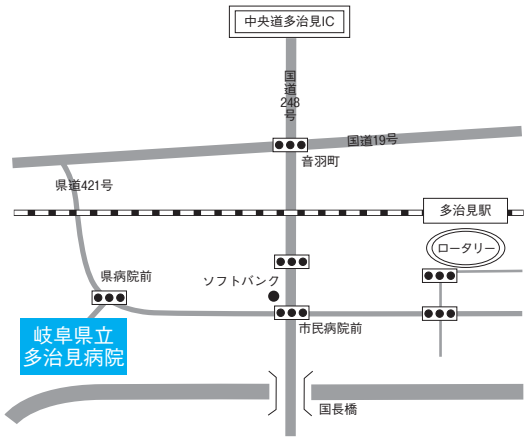 中央道多治見IC
国道248号
国道19号
音羽町
県道421号
多治見駅
ロータリー
県病院前
ソフトバンク
市民病院前
岐阜県立
多治見病院
国長橋